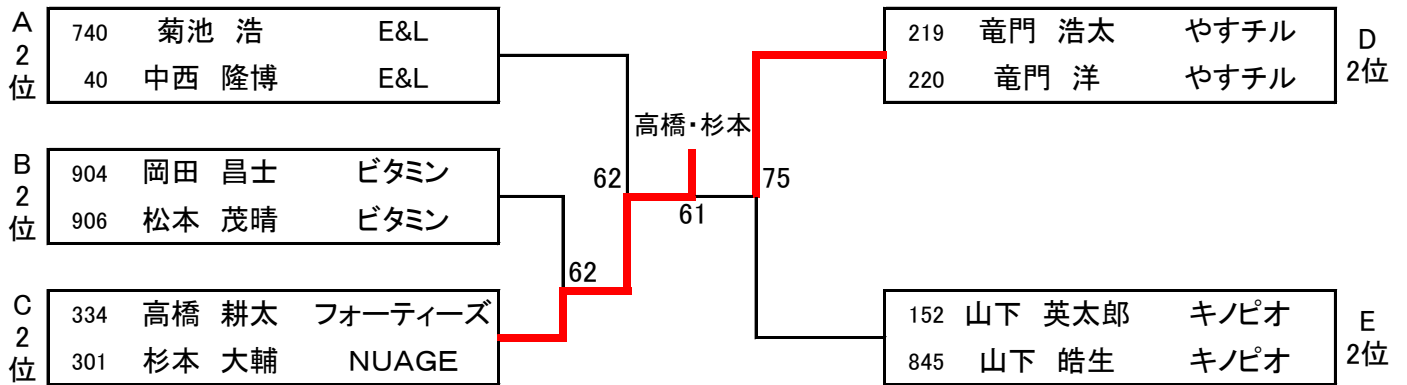 A
2
位
740 菊池 浩 E&L
40 中西 隆博 E&L
B
2
位
904 岡田 昌士 ビタミン
906 松本 茂晴 ビタミン
C
2
位
334 高橋 耕太 フォーティーズ
301 杉本 大輔 NUAGE
62
62
高橋・杉本
61
75
219 竜門 浩太 やすチル
220 竜門 洋 やすチル
D
2位
152 山下 英太郎 キノピオ
845 山下 皓生 キノピオ
E
2位